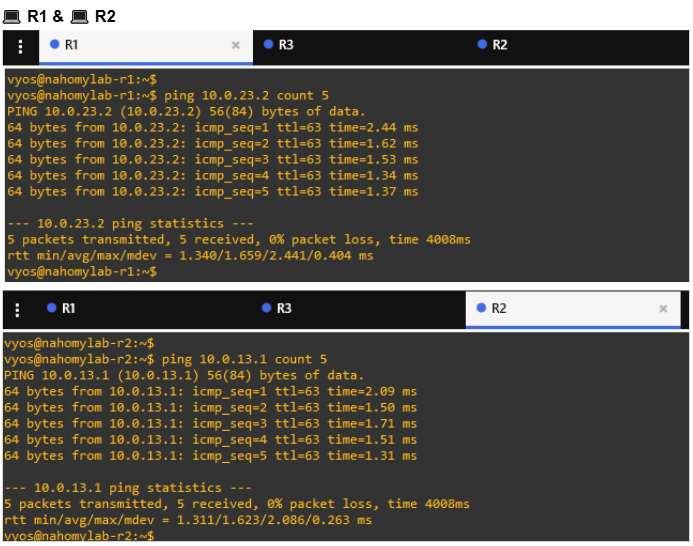 R1 & R2
R1 × R3 R2
vyos@nahomylab-r1:~$
vyos@nahomylab-r1:~$ ping 10.0.23.2 count 5
PING 10.0.23.2 (10.0.23.2) 56(84) bytes of data.
64 bytes from 10.0.23.2: icmp_seq=1 ttl=63 time=2.44 ms
64 bytes from 10.0.23.2: icmp_seq=2 ttl=63 time=1.62 ms
64 bytes from 10.0.23.2: icmp_seq=3 ttl=63 time=1.53 ms
64 bytes from 10.0.23.2: icmp_seq=4 ttl=63 time=1.34 ms
64 bytes from 10.0.23.2: icmp_seq=5 ttl=63 time=1.37 ms
--- 10.0.23.2 ping statistics ---
5 packets transmitted, 5 received, 0% packet loss, time 4008ms
rtt min/avg/max/mdev = 1.340/1.659/2.441/0.404 ms
vyos@nahomylab-r1:~$
R1 R3 R2 ×
vyos@nahomylab-r2:~$
vyos@nahomylab-r2:~$ ping 10.0.13.1 count 5
PING 10.0.13.1 (10.0.13.1) 56(84) bytes of data.
64 bytes from 10.0.13.1: icmp_seq=1 ttl=63 time=2.09 ms
64 bytes from 10.0.13.1: icmp_seq=2 ttl=63 time=1.50 ms
64 bytes from 10.0.13.1: icmp_seq=3 ttl=63 time=1.71 ms
64 bytes from 10.0.13.1: icmp_seq=4 ttl=63 time=1.51 ms
64 bytes from 10.0.13.1: icmp_seq=5 ttl=63 time=1.31 ms
--- 10.0.13.1 ping statistics ---
5 packets transmitted, 5 received, 0% packet loss, time 4008ms
rtt min/avg/max/mdev = 1.311/1.623/2.086/0.263 ms
vyos@nahomylab-r2:~$